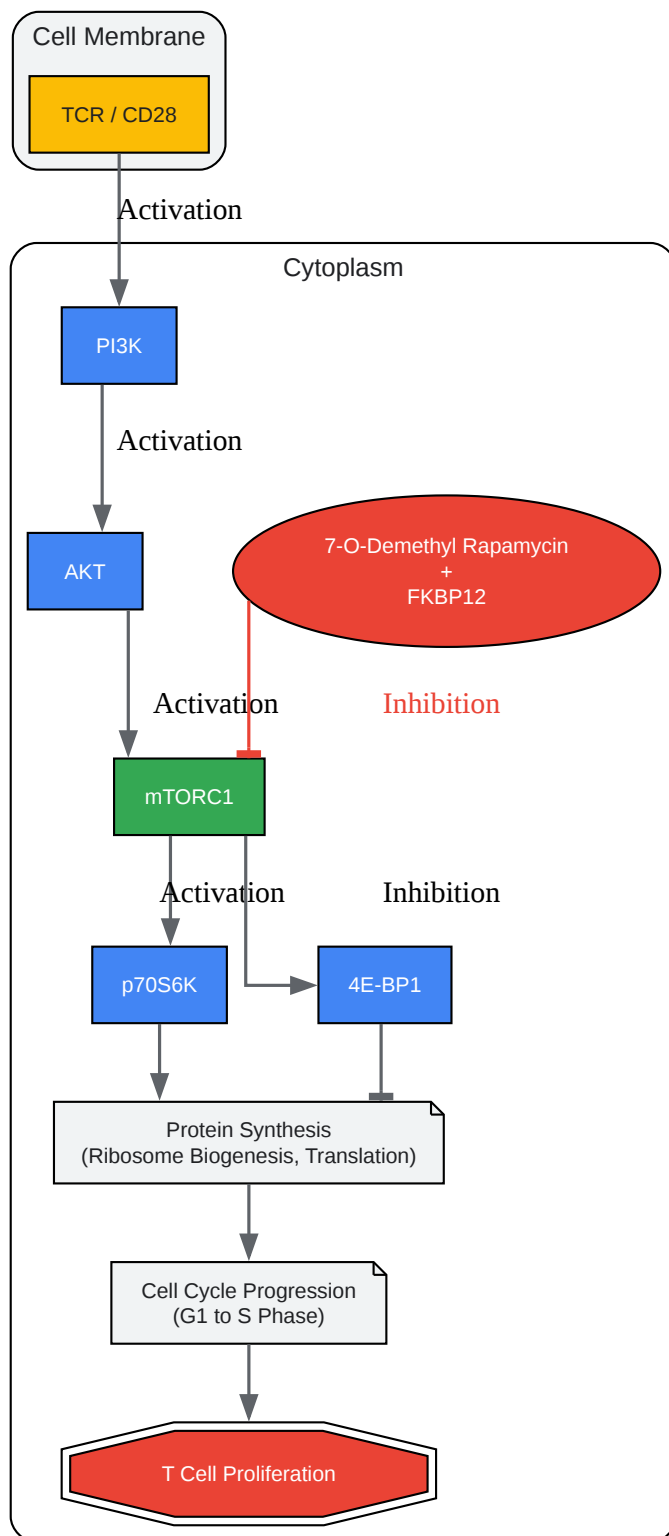 Cell Membrane
TCR / CD28
Activation
Cytoplasm
PI3K
Activation
AKT
7-O-Demethyl Rapamycin
+
FKBP12
Activation
Inhibition
mTORC1
Activation
Inhibition
p70S6K
4E-BP1
Protein Synthesis
(Ribosome Biogenesis, Translation)
Cell Cycle Progression
(G1 to S Phase)
T Cell Proliferation